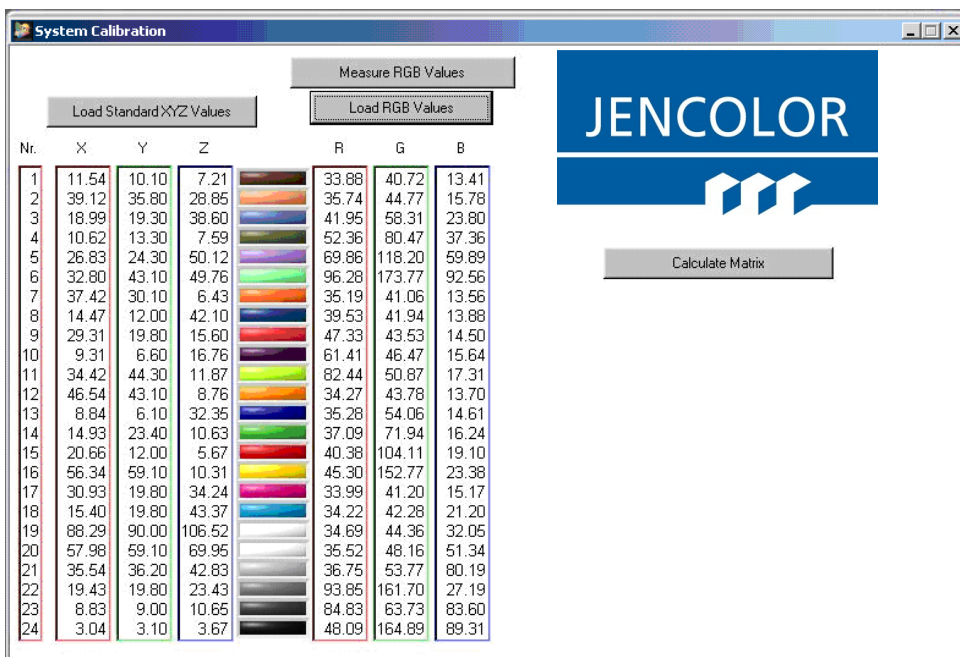 System Calibration
Measure RGB Values
Load Standard XYZ Values
Load RGB Values
JENCOLOR
Calculate Matrix
Nr. X Y Z R G B
1 11.54 10.10 7.21 33.88 40.72 13.41
2 39.12 35.80 28.85 35.74 44.77 15.78
3 18.99 19.30 38.60 41.95 58.31 23.80
4 10.62 13.30 7.59 52.36 80.47 37.36
5 26.83 24.30 50.12 69.86 118.20 59.89
6 32.80 43.10 49.76 96.28 173.77 92.56
7 37.42 30.10 6.43 35.19 41.06 13.56
8 14.47 12.00 42.10 39.53 41.94 13.88
9 29.31 19.80 15.60 47.33 43.53 14.50
10 9.31 6.60 16.76 61.41 46.47 15.64
11 34.42 44.30 11.87 82.44 50.87 17.31
12 46.54 43.10 8.76 34.27 43.78 13.70
13 8.84 6.10 32.35 35.28 54.06 14.61
14 14.93 23.40 10.63 37.09 71.94 16.24
15 20.66 12.00 5.67 40.38 104.11 19.10
16 56.34 59.10 10.31 45.30 152.77 23.38
17 30.93 19.80 34.24 33.99 41.20 15.17
18 15.40 19.80 43.37 34.22 42.28 21.20
19 88.29 90.00 106.52 34.69 44.36 32.05
20 57.98 59.10 69.95 35.52 48.16 51.34
21 35.54 36.20 42.83 36.75 53.77 80.19
22 19.43 19.80 23.43 93.85 161.70 27.19
23 8.83 9.00 10.65 84.83 63.73 83.60
24 3.04 3.10 3.67 48.09 164.89 89.31